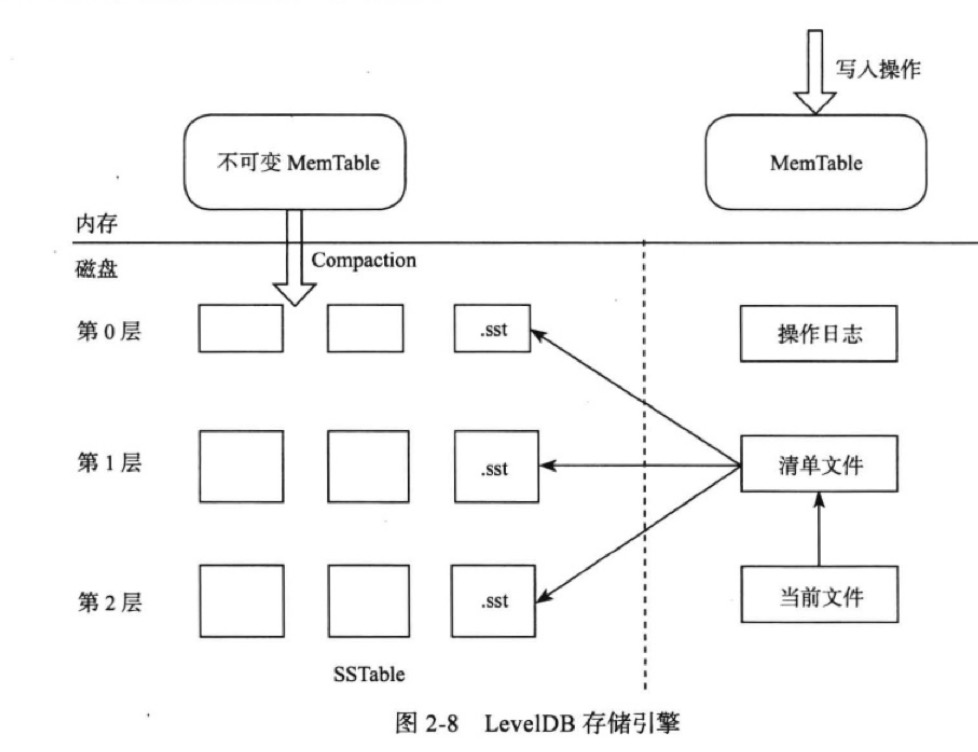 写入操作
不可变 MemTable
MemTable
内存
磁盘
Compaction
第 0 层
.sst
操作日志
第 1 层
.sst
清单文件
第 2 层
.sst
当前文件
SSTable
图 2-8 LevelDB 存储引擎